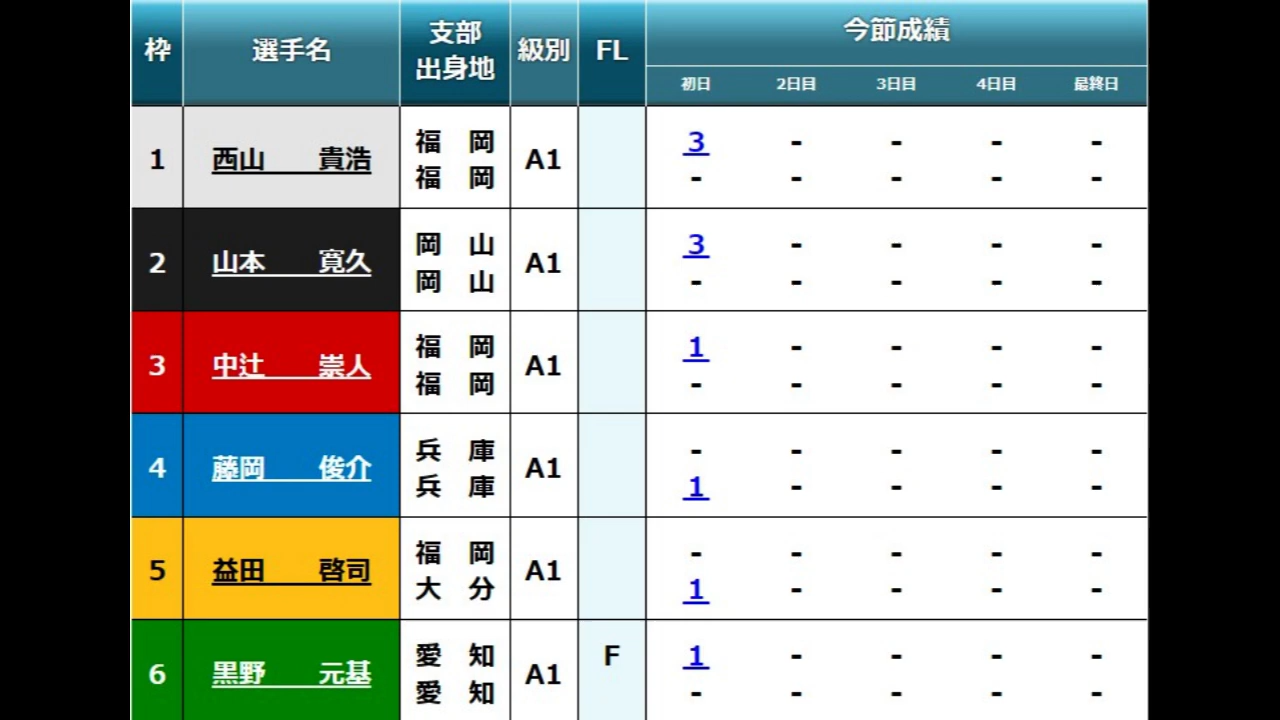 枠 選手名 支部 出身地 級別 FL 今節成績
初日 2日目 3日目 4日目 最終日
1 西山 貴浩 福岡 A1 3 - - - -
福岡 - - - - -
2 山本 寛久 岡山 A1 3 - - - -
岡山 - - - - -
3 中辻 崇人 福岡 A1 1 - - - -
福岡 - - - - -
4 藤岡 俊介 兵庫 A1 - - - - -
兵庫 1 - - - -
5 益田 啓司 福岡 A1 - - - - -
大分 1 - - - -
6 黒野 元基 愛知 A1 F 1 - - - -
愛知 - - - - -